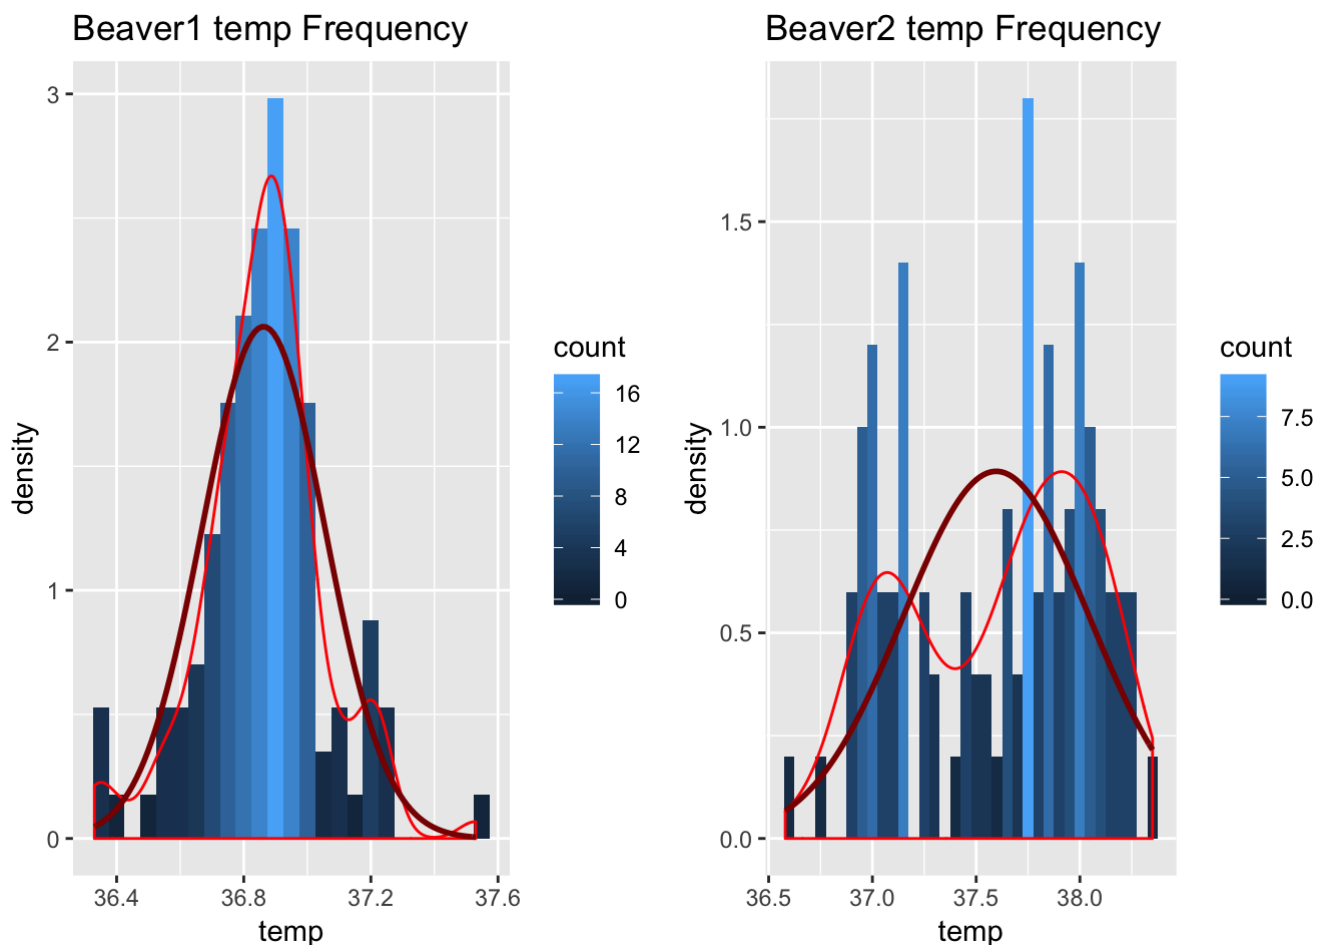 Beaver1 temp Frequency
density
3
2
1
0
36.4 36.8 37.2 37.6
temp
count
16
12
8
4
0
Beaver2 temp Frequency
density
1.5
1.0
0.5
0.0
36.5 37.0 37.5 38.0
temp
count
7.5
5.0
2.5
0.0